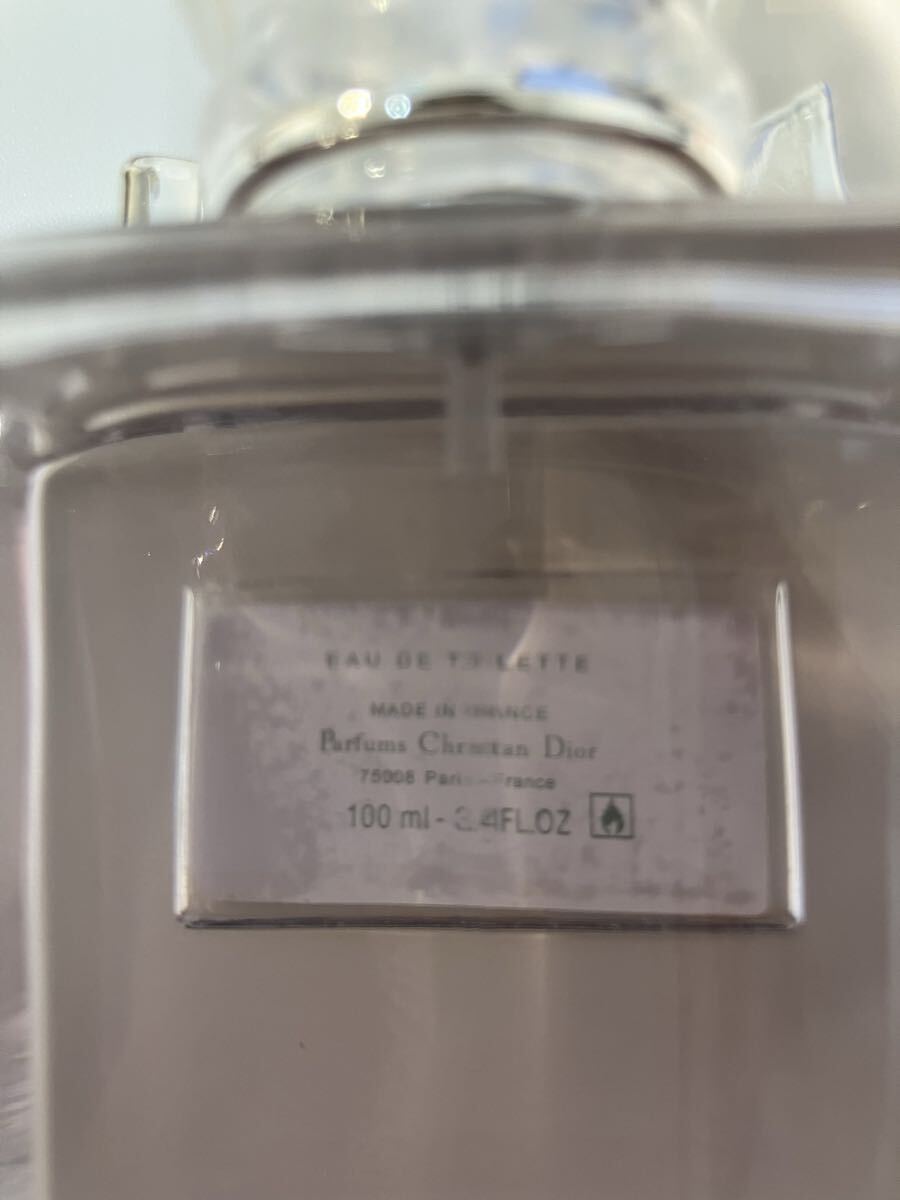 EAU DE TOILETTE
MADE IN FRANCE
Parfums Christian Dior
75008 Paris - France
100 ml - 3.4FL.OZ